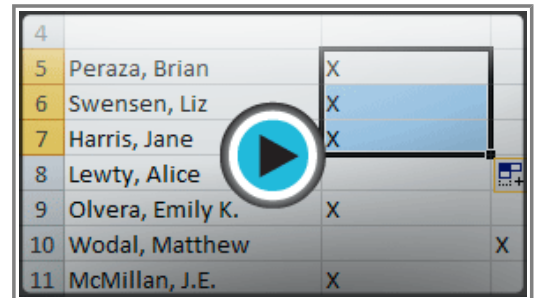 4
5 Peraza, Brian X
6 Swensen, Liz X
7 Harris, Jane X
8 Lewty, Alice
9 Olvera, Emily K. X
10 Wodal, Matthew X
11 McMillan, J.E. X